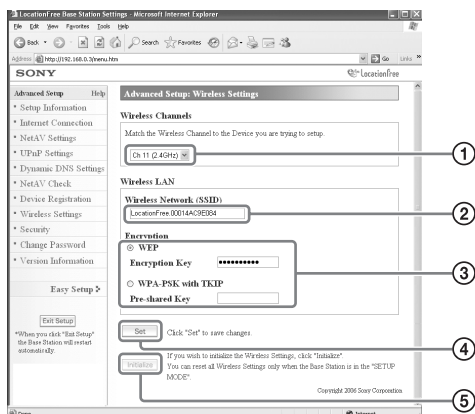 LocationFree Base Station Settings - Microsoft Internet Explorer
File Edit View Favorites Tools Help
Back Search Favorites
Address http://192.168.0.3/menu.htm Go Links »
SONY LocationFree
Advanced Setup Help
• Setup Information
• Internet Connection
• NetAV Settings
• UPnP Settings
• Dynamic DNS Settings
• NetAV Check
• Device Registration
• Wireless Settings
• Security
• Change Password
• Version Information
Easy Setup
Exit Setup
*When you click "Exit Setup"
the Base Station will restart
automatically.
Advanced Setup: Wireless Settings
Wireless Channels
Match the Wireless Channel to the Device you are trying to setup.
Ch 11 (2.4GHz)
1
Wireless LAN
Wireless Network (SSID)
LocationFree.00014AC9E084
2
Encryption
WEP
Encryption Key ••••••••••
3
WPA-PSK with TKIP
Pre-shared Key
Set Click "Set" to save changes.
4
Initialize
If you wish to initialize the Wireless Settings, click "Initialize".
You can reset all Wireless Settings only when the Base Station is in the "SETUP
MODE".
5
Copyright 2006 Sony Corporation
Internet